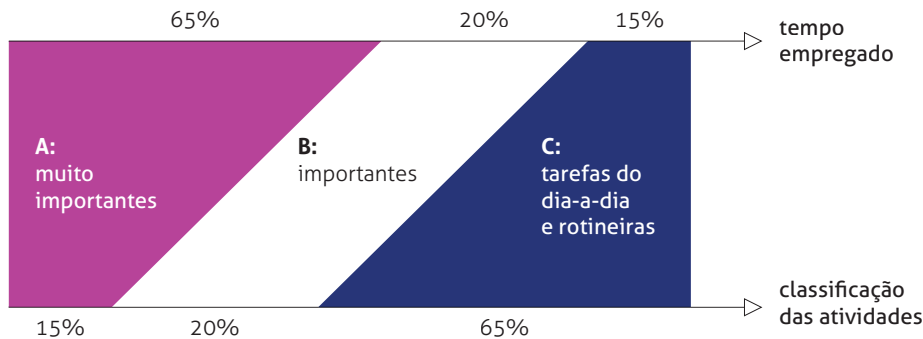 65%
20%
15%
tempo
empregado
A:
muito
importantes
B:
importantes
C:
tarefas do
dia-a-dia
e rotineiras
classificação
das atividades
15%
20%
65%